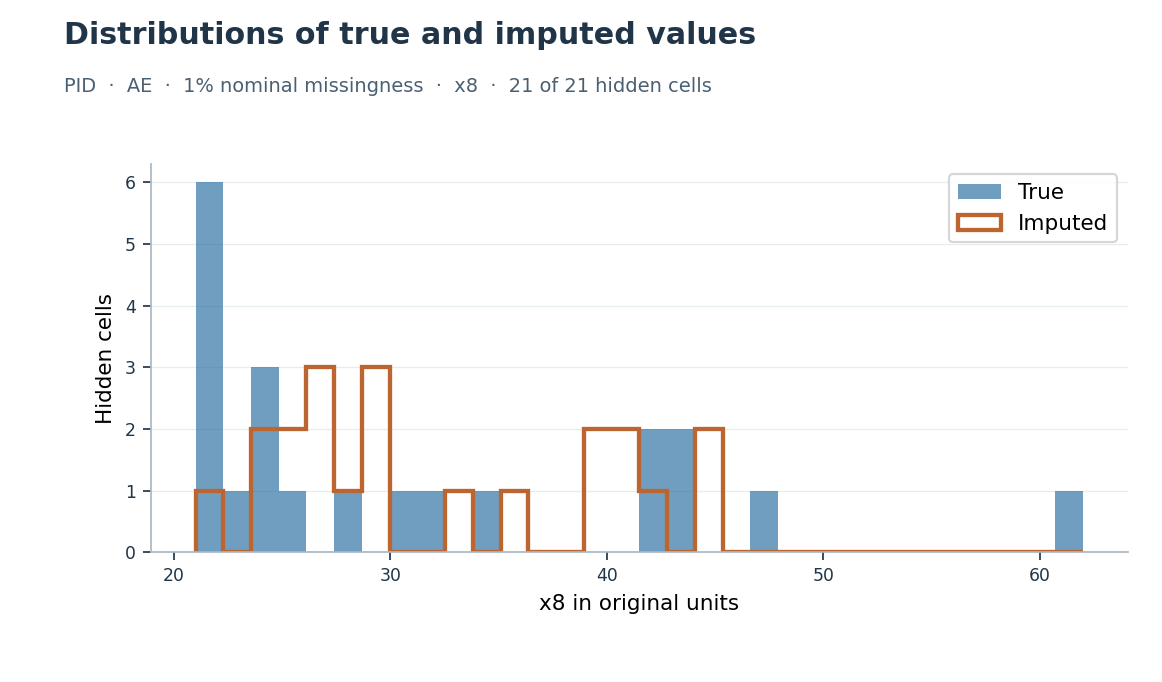 Distributions of true and imputed values
PID · AE · 1% nominal missingness · x8 · 21 of 21 hidden cells
True
Imputed
Hidden cells
6
5
4
3
2
1
0
20 30 40 50 60
x8 in original units